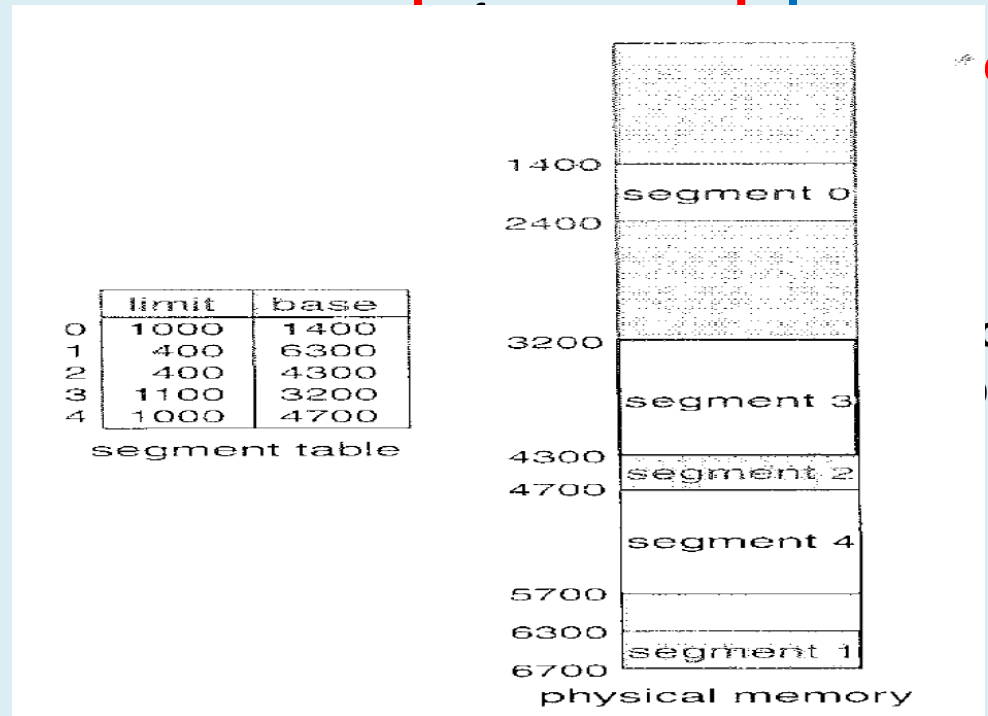 limit base
0 1000 1400
1 400 6300
2 400 4300
3 1100 3200
4 1000 4700
segment table
1400
segment 0
2400
3200
segment 3
4300
segment 2
4700
segment 4
5700
6300
segment 1
6700
physical memory